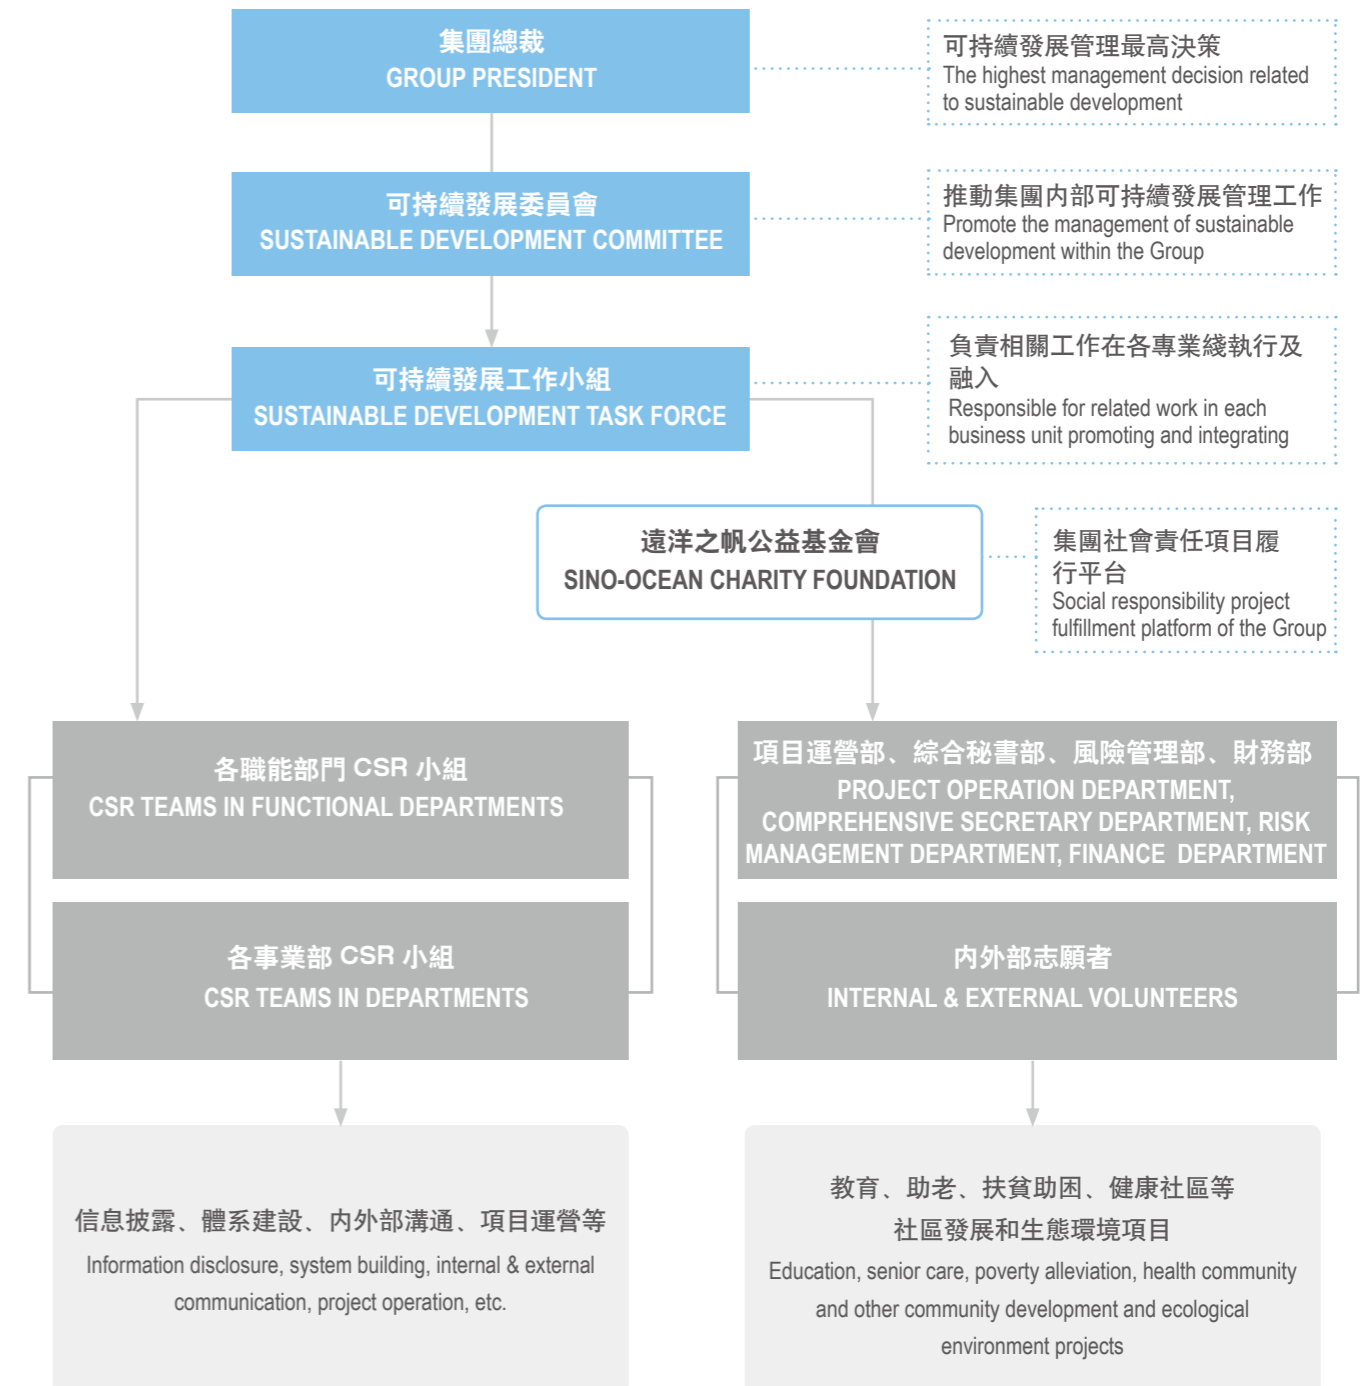 集團總裁
GROUP PRESIDENT
可持續發展管理最高決策
The highest management decision related
to sustainable development
可持續發展委員會
SUSTAINABLE DEVELOPMENT COMMITTEE
推動集團内部可持續發展管理工作
Promote the management of sustainable
development within the Group
可持續發展工作小組
SUSTAINABLE DEVELOPMENT TASK FORCE
負責相關工作在各專業綫執行及
融入
Responsible for related work in each
business unit promoting and integrating
遠洋之帆公益基金會
SINO-OCEAN CHARITY FOUNDATION
集團社會責任項目履
行平台
Social responsibility project
fulfillment platform of the Group
各職能部門 CSR 小組
CSR TEAMS IN FUNCTIONAL DEPARTMENTS
各事業部 CSR 小組
CSR TEAMS IN DEPARTMENTS
信息披露、體系建設、内外部溝通、項目運營等
Information disclosure, system building, internal & external
communication, project operation, etc.
項目運營部、綜合秘書部、風險管理部、財務部
PROJECT OPERATION DEPARTMENT,
COMPREHENSIVE SECRETARY DEPARTMENT, RISK
MANAGEMENT DEPARTMENT, FINANCE DEPARTMENT
内外部志願者
INTERNAL & EXTERNAL VOLUNTEERS
教育、助老、扶貧助困、健康社區等
社區發展和生態環境項目
Education, senior care, poverty alleviation, health community
and other community development and ecological
environment projects